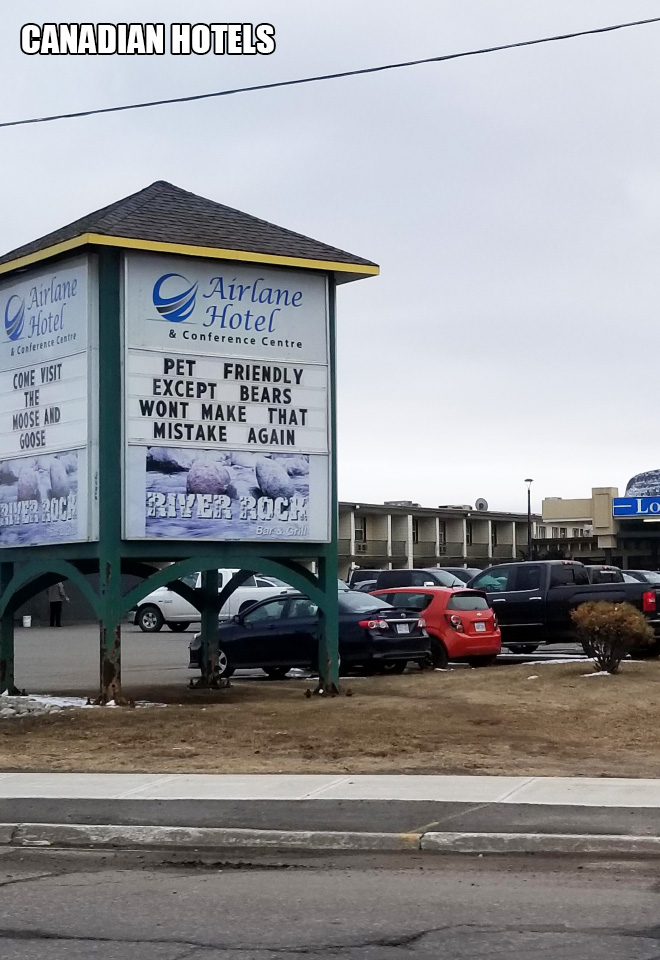 CANADIAN HOTELS
Airlane
Hotel
& Conference Centre
COME VISIT
THE
MOOSE AND
GOOSE
RIVER ROCK
Airlane
Hotel
& Conference Centre
PET FRIENDLY
EXCEPT BEARS
WONT MAKE THAT
MISTAKE AGAIN
RIVER ROCK
Bar & Grill
Lo